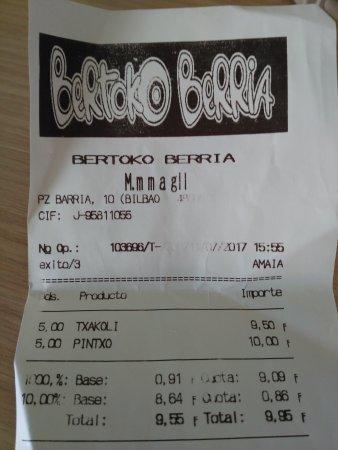 BERTOKO BERRIA
BERTOKO BERRIA
M.mmagll
PZ BARRIA, 10 (BILBAO
CIF: J-95811055
No Op.: 103696/T- 2017 15:55
exito/3 AMAIA
ds. Producto Importe
5,00 TXAKOLI 9,50 F
5,00 PINTXO 10,00 F
Base: 0,91 F Cuota: 9,09 F
10,00%: Base: 8,64 F Cuota: 0,86 F
Total: 9,55 F Total: 9,95 F